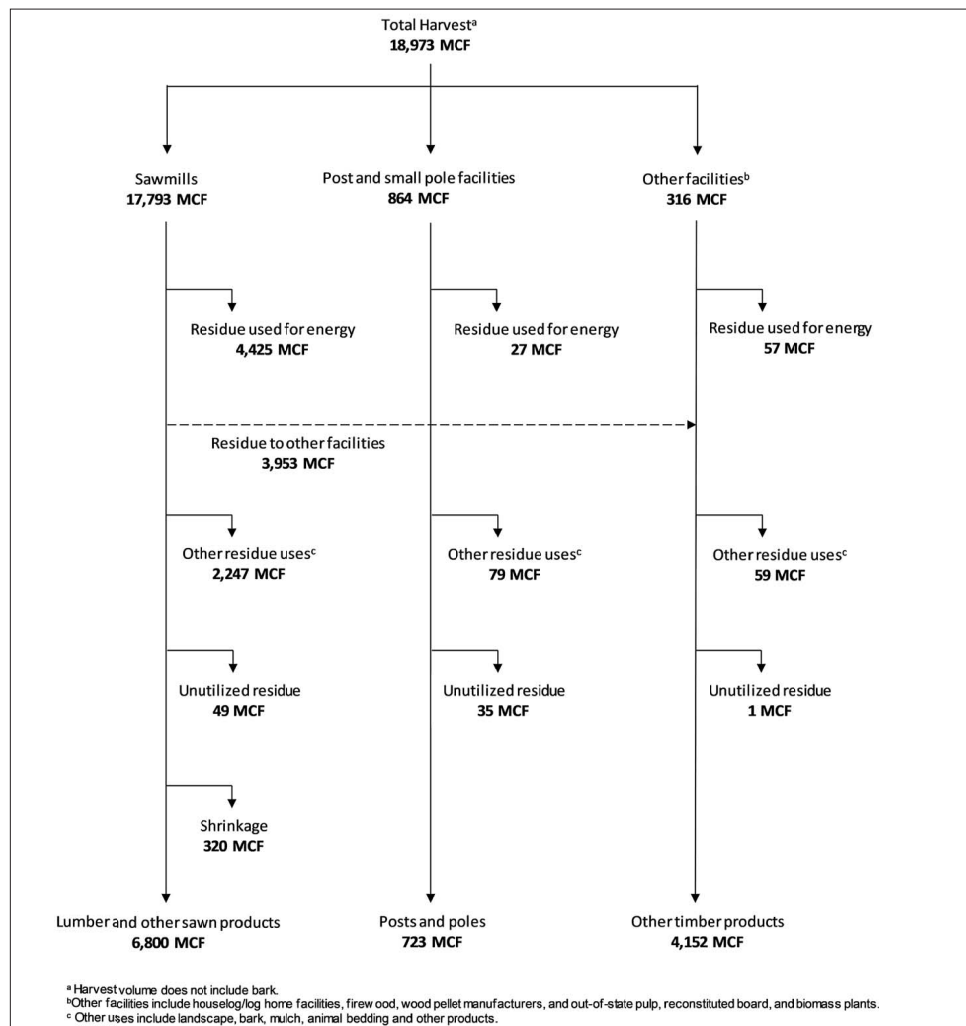 Total Harvestᵃ
18,973 MCF
Sawmills
17,793 MCF
Post and small pole facilities
864 MCF
Other facilitiesᵇ
316 MCF
Residue used for energy
4,425 MCF
Residue used for energy
27 MCF
Residue used for energy
57 MCF
Residue to other facilities
3,953 MCF
Other residue usesᶜ
2,247 MCF
Other residue usesᶜ
79 MCF
Other residue usesᶜ
59 MCF
Unutilized residue
49 MCF
Unutilized residue
35 MCF
Unutilized residue
1 MCF
Shrinkage
320 MCF
Lumber and other sawn products
6,800 MCF
Posts and poles
723 MCF
Other timber products
4,152 MCF
ᵃ Harvest volume does not include bark.
ᵇOther facilities include houselog/log home facilities, firewood, wood pellet manufacturers, and out-of-state pulp, reconstituted board, and biomass plants.
ᶜ Other uses include landscape, bark, mulch, animal bedding and other products.